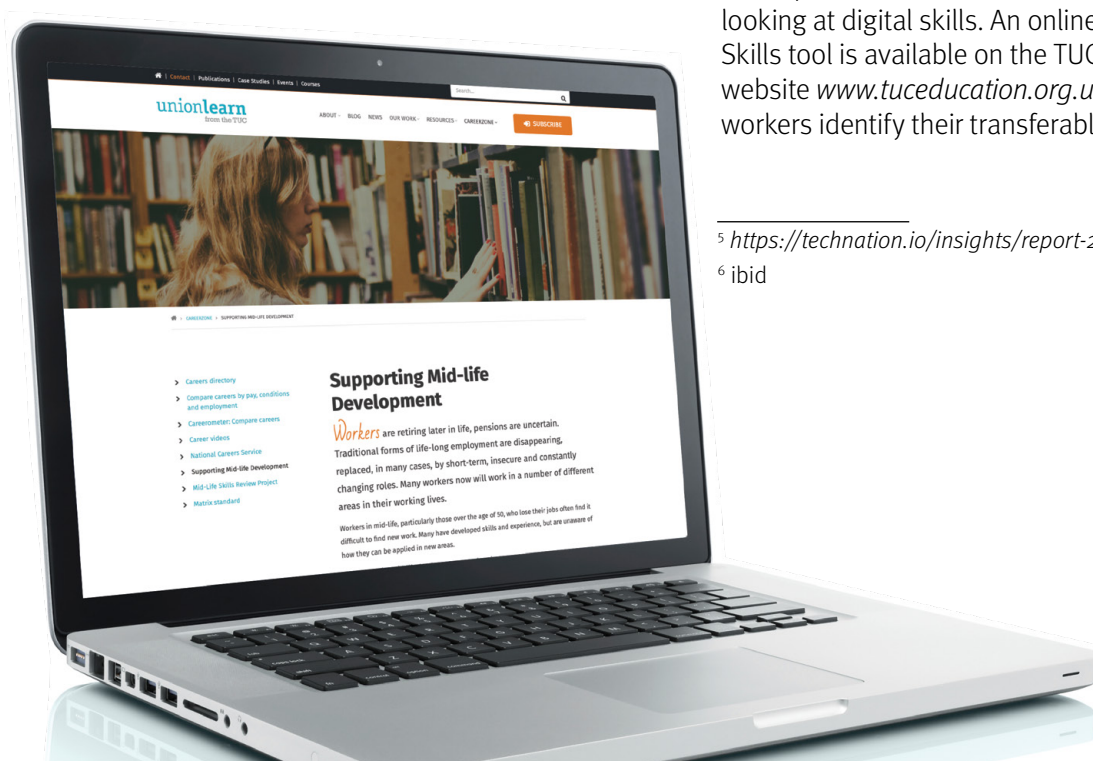 looking at digital skills. An online
Skills tool is available on the TUC
website www.tuceducation.org.u
workers identify their transferabl
5 https://technation.io/insights/report-2
6 ibid
| Contact | Publications | Case Studies | Events | Courses
Search...
unionlearn
from the TUC
ABOUT BLOG NEWS OUR WORK RESOURCES CAREERZONE
SUBSCRIBE
> CAREERZONE > SUPPORTING MID-LIFE DEVELOPMENT
> Careers directory
> Compare careers by pay, conditions
and employment
> Careerometer: Compare careers
> Career videos
> National Careers Service
> Supporting Mid-life Development
> Mid-Life Skills Review Project
> Matrix standard
Supporting Mid-life
Development
Workers are retiring later in life, pensions are uncertain.
Traditional forms of life-long employment are disappearing,
replaced, in many cases, by short-term, insecure and constantly
changing roles. Many workers now will work in a number of different
areas in their working lives.
Workers in mid-life, particularly those over the age of 50, who lose their jobs often find it
difficult to find new work. Many have developed skills and experience, but are unaware of
how they can be applied in new areas.